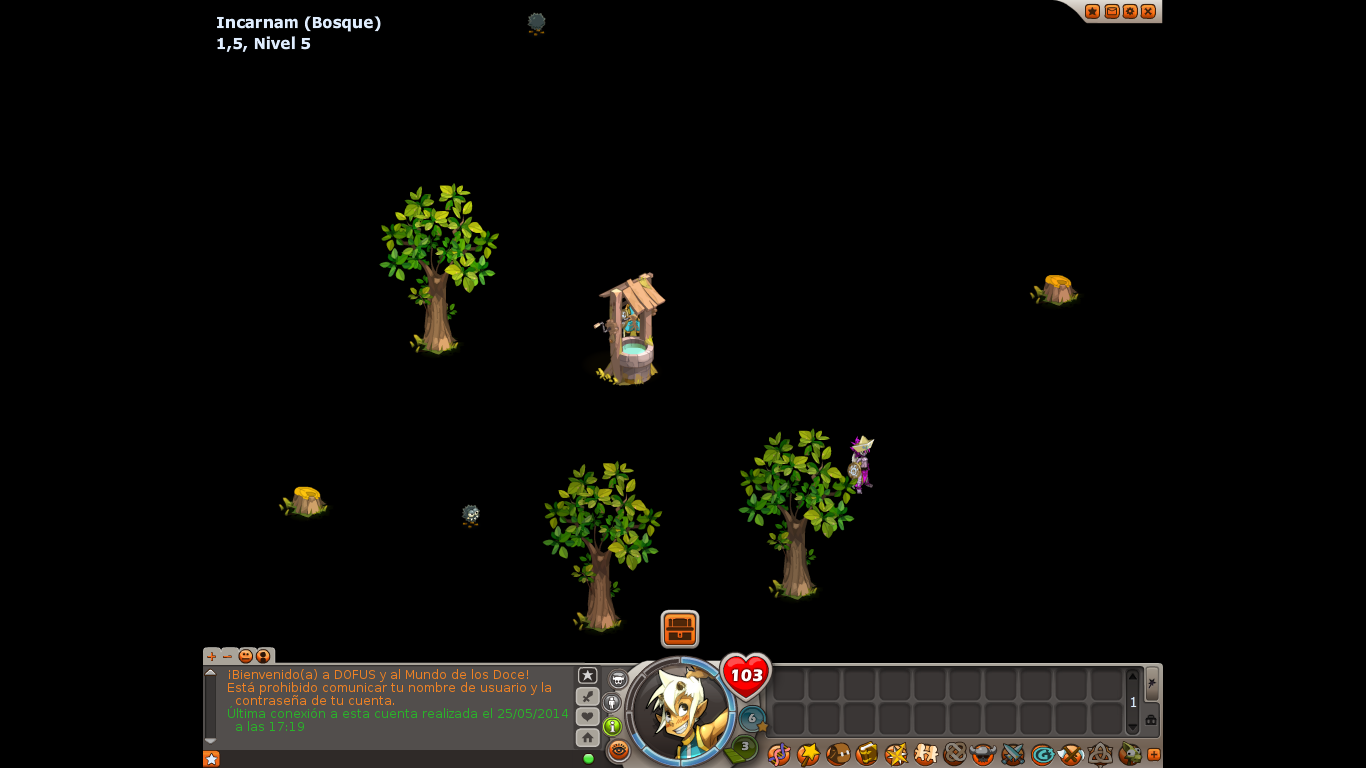 Incarnam (Bosque)
1,5, Nivel 5
¡Bienvenido(a) a DOFUS y al Mundo de los Doce!
Está prohibido comunicar tu nombre de usuario y la
contraseña de tu cuenta.
Última conexión a esta cuenta realizada el 25/05/2014
a las 17:19
103
6
3
1